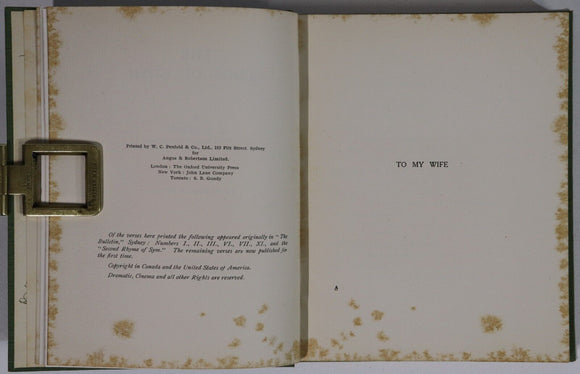 Printed by W. C. Penfold & Co., Ltd., 183 Pitt Street, Sydney
for
Angus & Robertson Limited.
London : The Oxford University Press
New York : John Lane Company
Toronto : S. B. Gundy
Of the verses here printed the following appeared originally in "The
Bulletin," Sydney: Numbers I., II., III., VI., VII., XI., and the
"Second Rhyme of Sym." The remaining verses are now published for
the first time.
Copyright in Canada and the United States of America.
Dramatic, Cinema and all other Rights are reserved.
TO MY WIFE